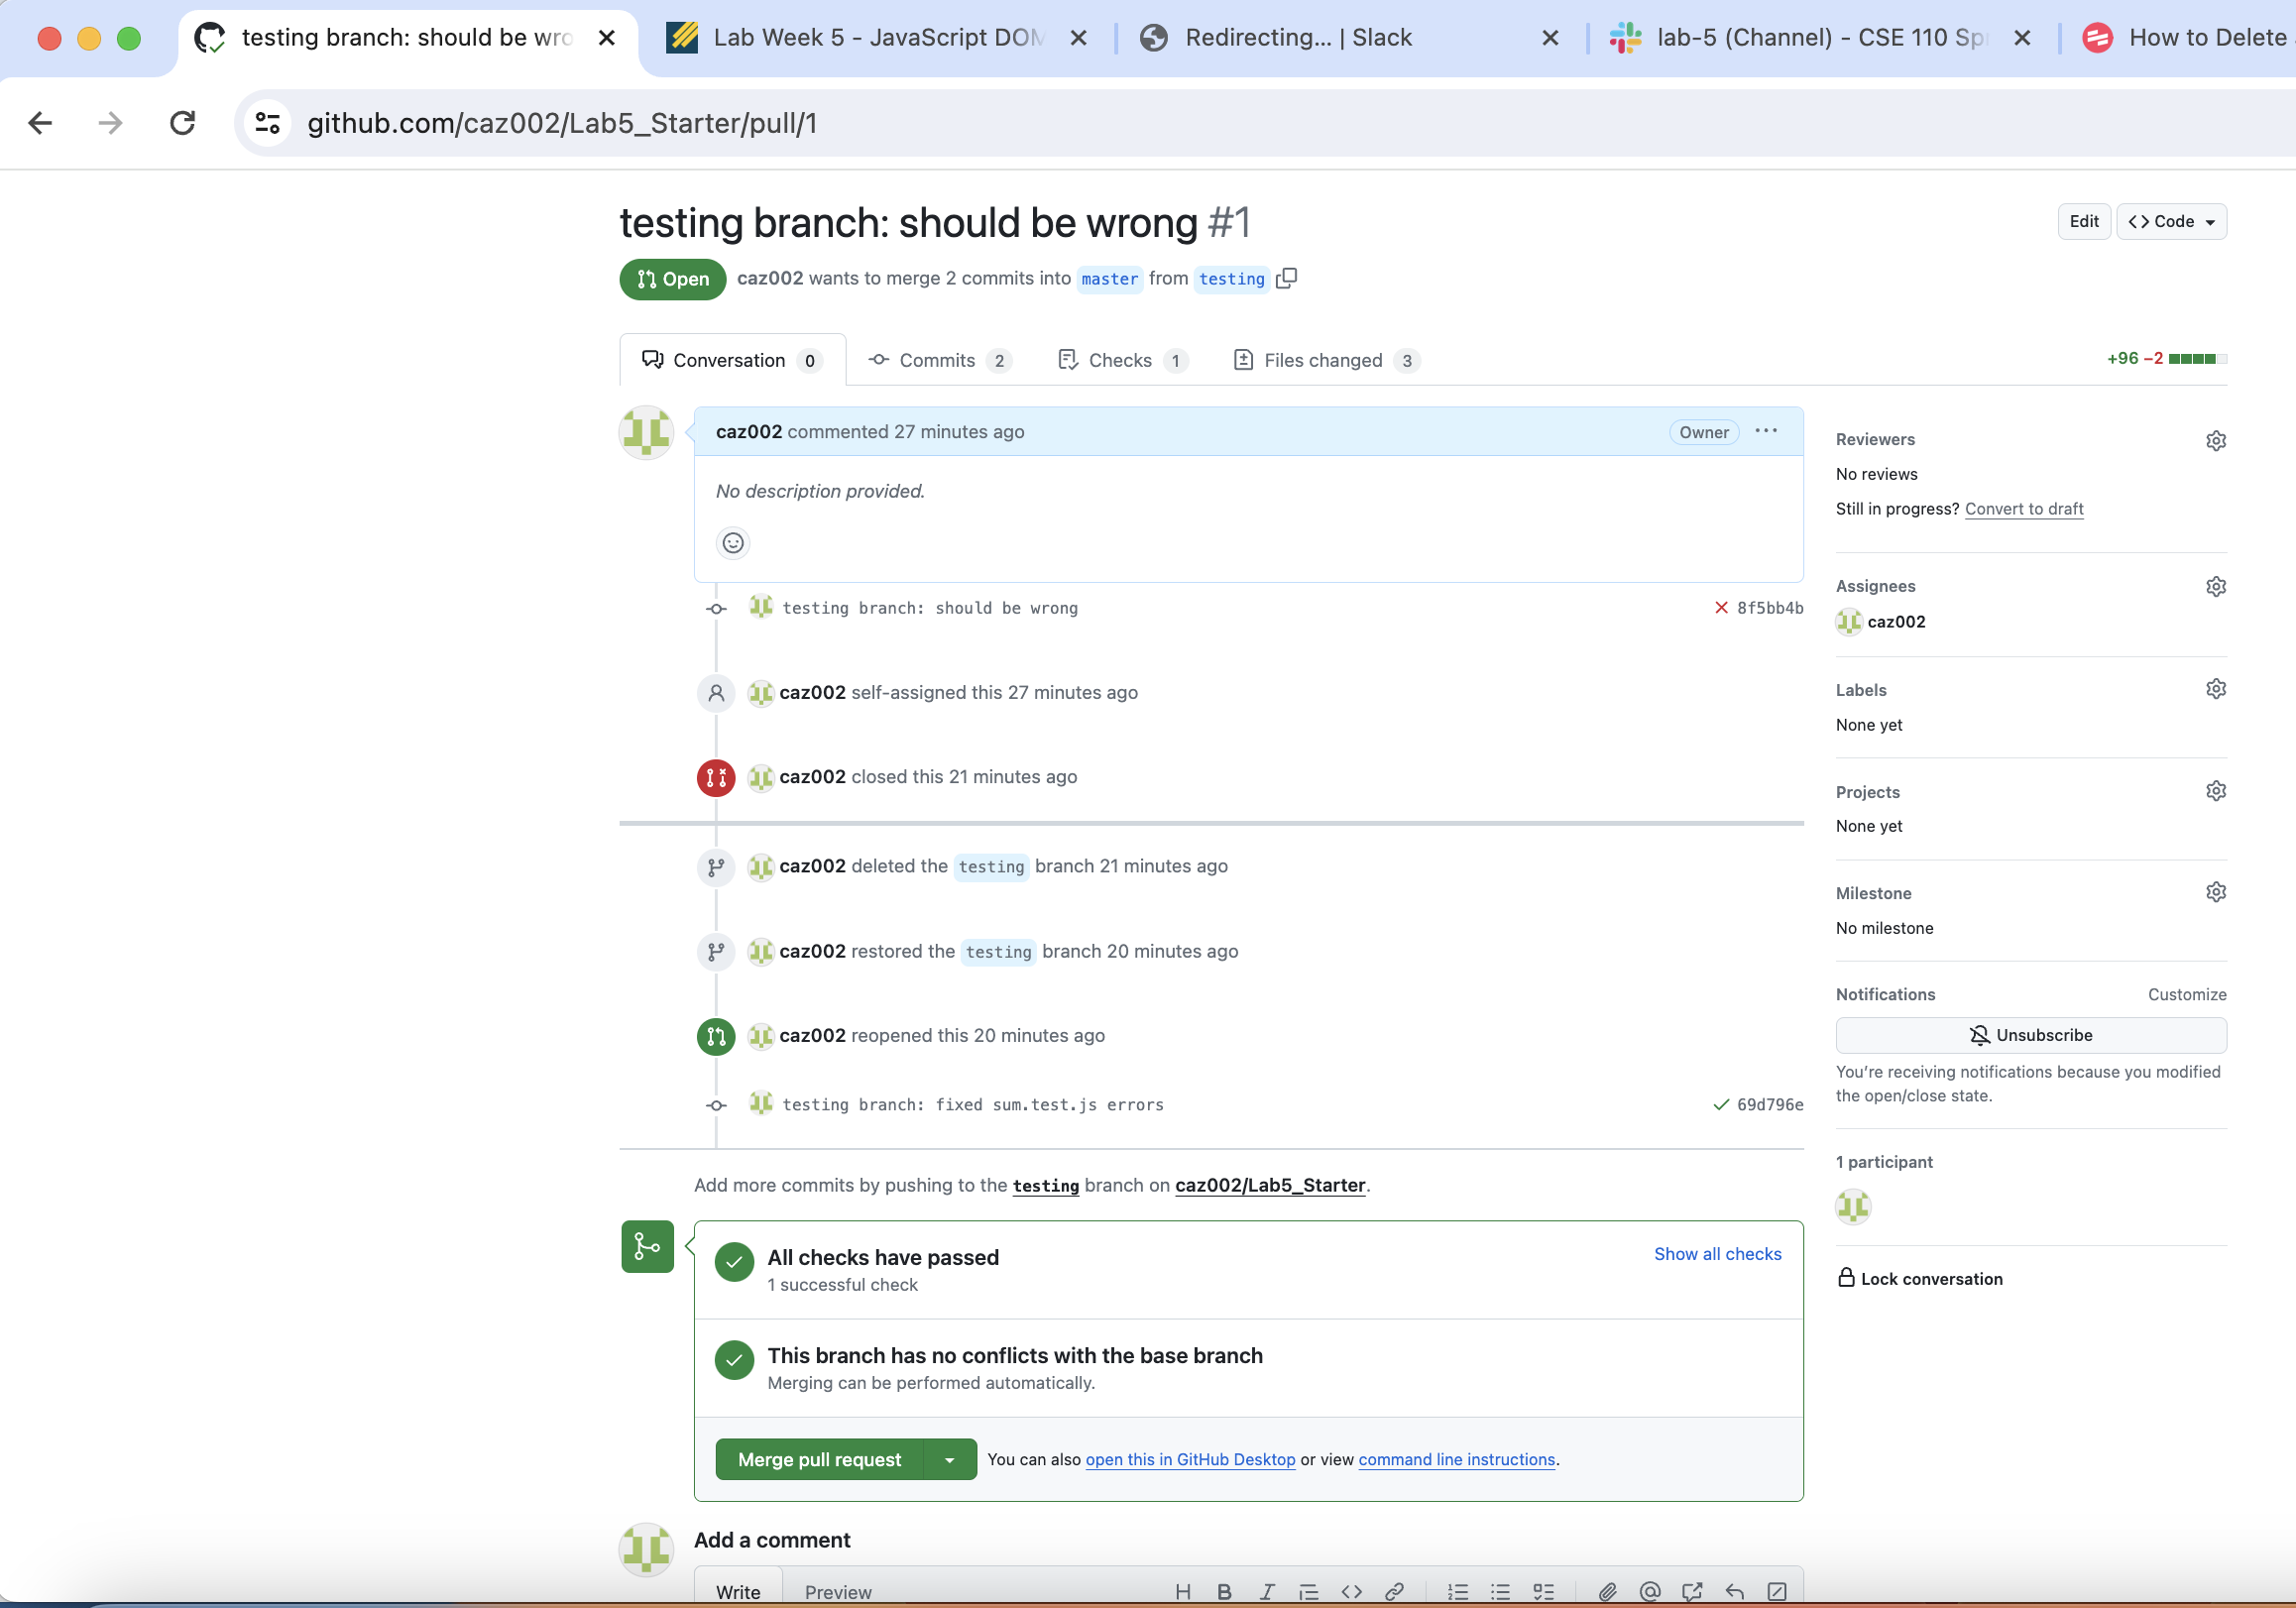 testing branch: should be wro
Lab Week 5 - JavaScript DOM
Redirecting... | Slack
lab-5 (Channel) - CSE 110 Sp
How to Delete
github.com/caz002/Lab5_Starter/pull/1
testing branch: should be wrong #1
Edit
<> Code
Open caz002 wants to merge 2 commits into master from testing
Conversation 0 Commits 2 Checks 1 Files changed 3
+96 −2
caz002 commented 27 minutes ago
Owner ...
No description provided.
testing branch: should be wrong
8f5bb4b
caz002 self-assigned this 27 minutes ago
caz002 closed this 21 minutes ago
caz002 deleted the testing branch 21 minutes ago
caz002 restored the testing branch 20 minutes ago
caz002 reopened this 20 minutes ago
testing branch: fixed sum.test.js errors
69d796e
Add more commits by pushing to the testing branch on caz002/Lab5_Starter.
All checks have passed
1 successful check
Show all checks
This branch has no conflicts with the base branch
Merging can be performed automatically.
Merge pull request
You can also open this in GitHub Desktop or view command line instructions.
Add a comment
Write Preview
H B I
Reviewers
No reviews
Still in progress? Convert to draft
Assignees
caz002
Labels
None yet
Projects
None yet
Milestone
No milestone
Notifications
Customize
Unsubscribe
You're receiving notifications because you modified
the open/close state.
1 participant
Lock conversation